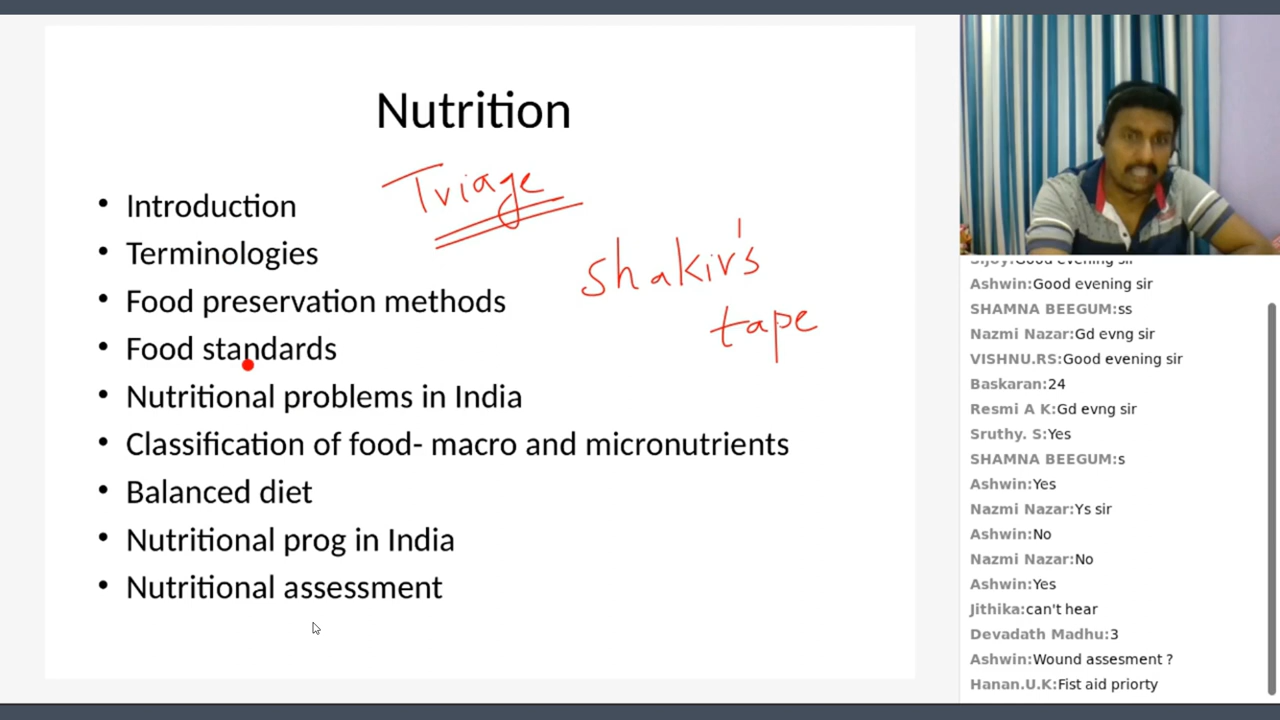 Nutrition
Triage
• Introduction
Shakir's
• Terminologies
• Food preservation methods
tape
• Food standards
• Nutritional problems in India
• Classification of food- macro and micronutrients
• Balanced diet
• Nutritional prog in India
• Nutritional assessment
Ashwin:Good evening sir
SHAMNA BEEGUM:ss
Nazmi Nazar:Gd evng sir
VISHNU.RS:Good evening sir
Baskaran:24
Resmi A K:Gd evng sir
Sruthy. S:Yes
SHAMNA BEEGUM:s
Ashwin:Yes
Nazmi Nazar:Ys sir
Ashwin:No
Nazmi Nazar:No
Ashwin:Yes
Jithika:can't hear
Devadath Madhu:3
Ashwin:Wound assesment ?
Hanan.U.K:Fist aid priorty